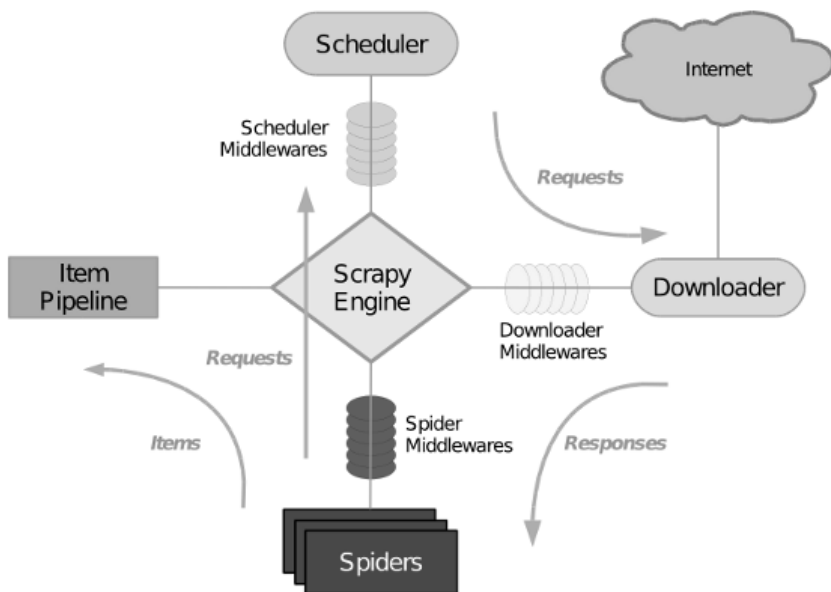 Scheduler
Internet
Scheduler
Middlewares
Requests
Item
Pipeline
Scrapy
Engine
Downloader
Downloader
Middlewares
Requests
Items
Spider
Middlewares
Responses
Spiders